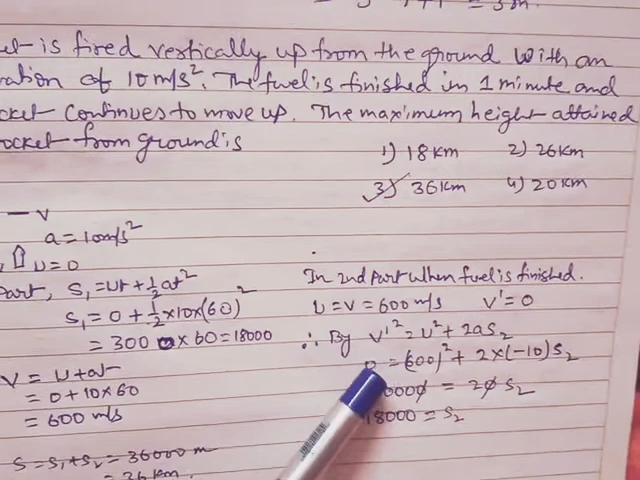 is fired vertically up from the ground with an
ration of 10 m/s². The fuel is finished in 1 minute and
ocket continues to move up. The maximum height attained
ocket from ground is
1) 18 Km 2) 26 Km
3) 36 Km 4) 20 Km
— V
a = 10 m/s²
u = 0
Part, S₁ = ut + ½at²
S₁ = 0 + ½ × 10 × (60)²
= 300 × 60 = 18000
V = u + at
= 0 + 10 × 60
= 600 m/s
S = S₁ + S₂ = 36000 m
= 36 Km
In 2nd Part when fuel is finished.
u = v = 600 m/s V' = 0
∴ By V'² = u² + 2aS₂
= (600)² + 2 × (-10) S₂
= 20 S₂
18000 = S₂